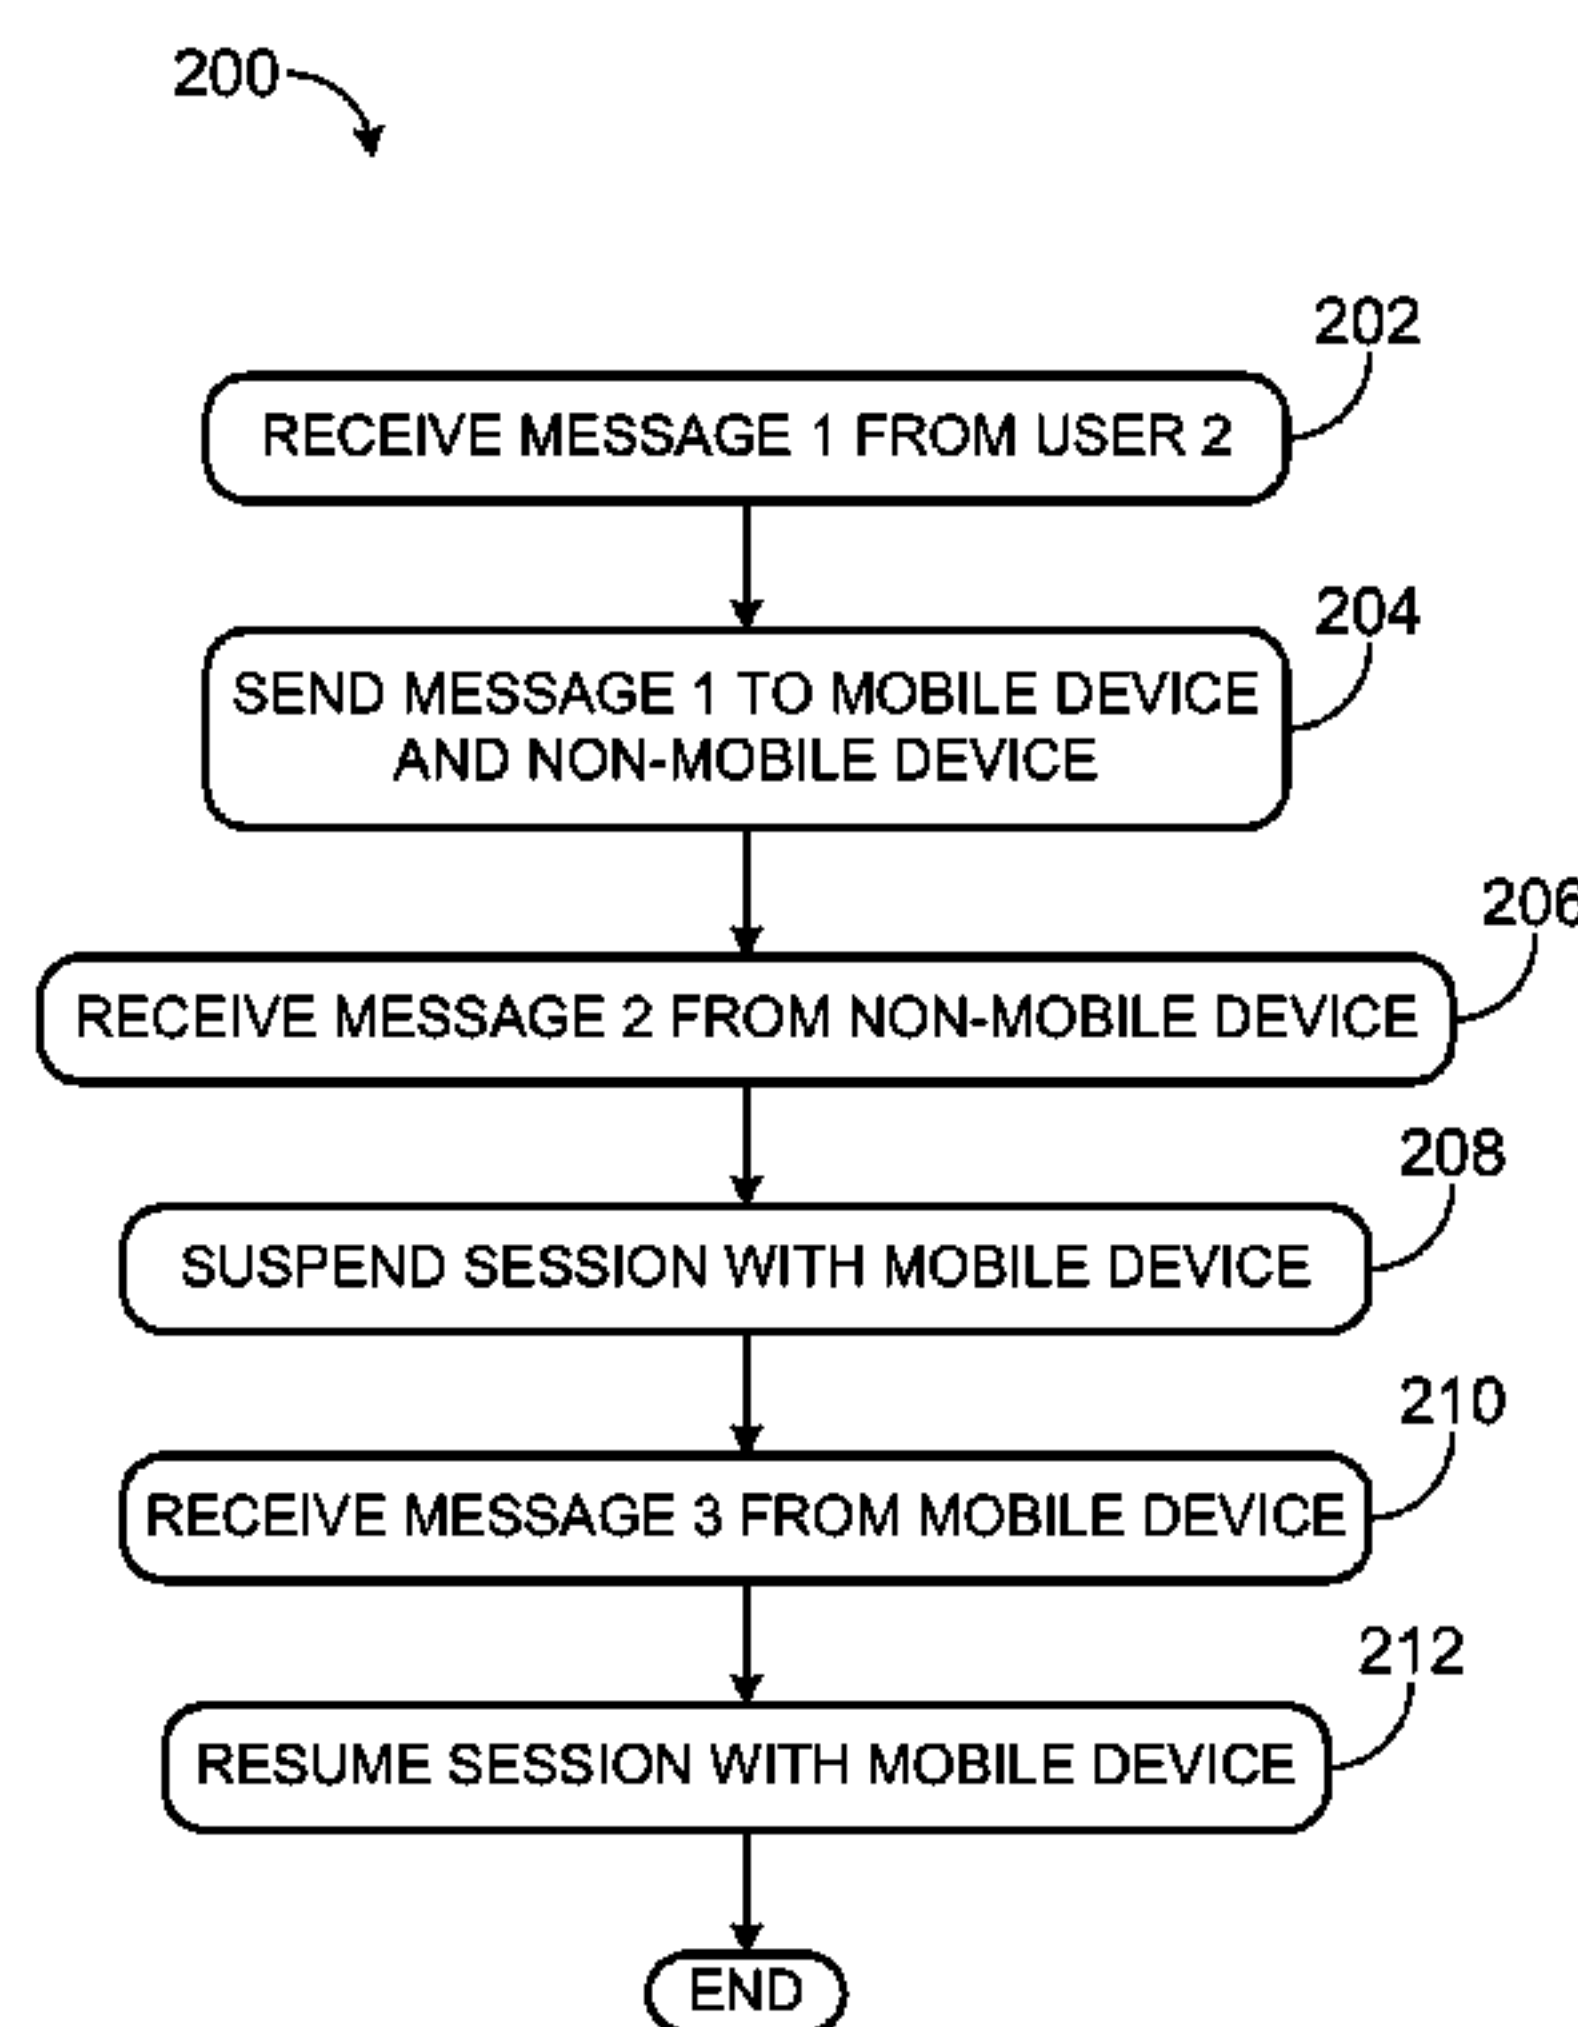 200
202
RECEIVE MESSAGE 1 FROM USER 2
204
SEND MESSAGE 1 TO MOBILE DEVICE
AND NON-MOBILE DEVICE
206
RECEIVE MESSAGE 2 FROM NON-MOBILE DEVICE
208
SUSPEND SESSION WITH MOBILE DEVICE
210
RECEIVE MESSAGE 3 FROM MOBILE DEVICE
212
RESUME SESSION WITH MOBILE DEVICE
END